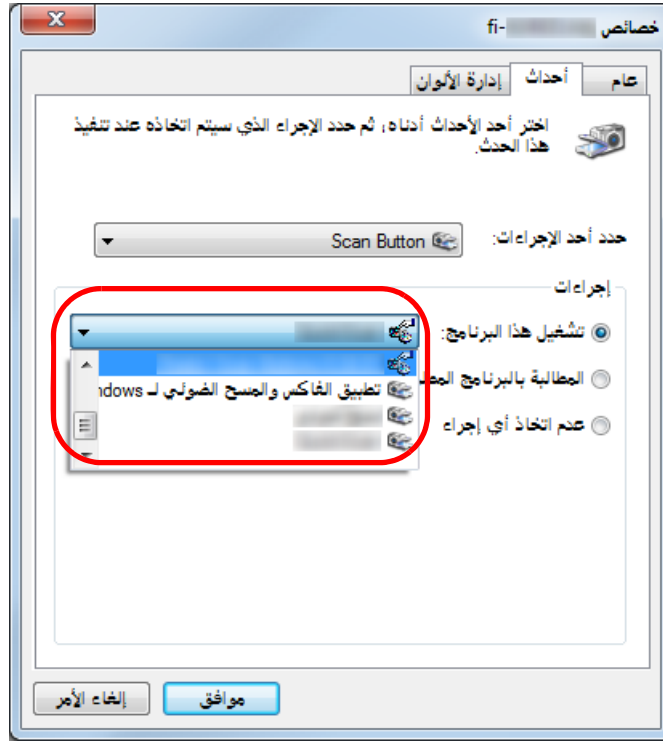 خصائص fi-
عام
أحداث
إدارة الألوان
اختر أحد الأحداث أدناه، ثم حدد الإجراء الذي سيتم اتخاذه عند تنفيذ
هذا الحدث.
حدد أحد الإجراءات:
Scan Button
إجراءات
تشغيل هذا البرنامج:
المطالبة بالبرنامج
تطبيق الفاكس والمسح الضوئي لـ
عدم اتخاذ أي إجراء
موافق
إلغاء الأمر